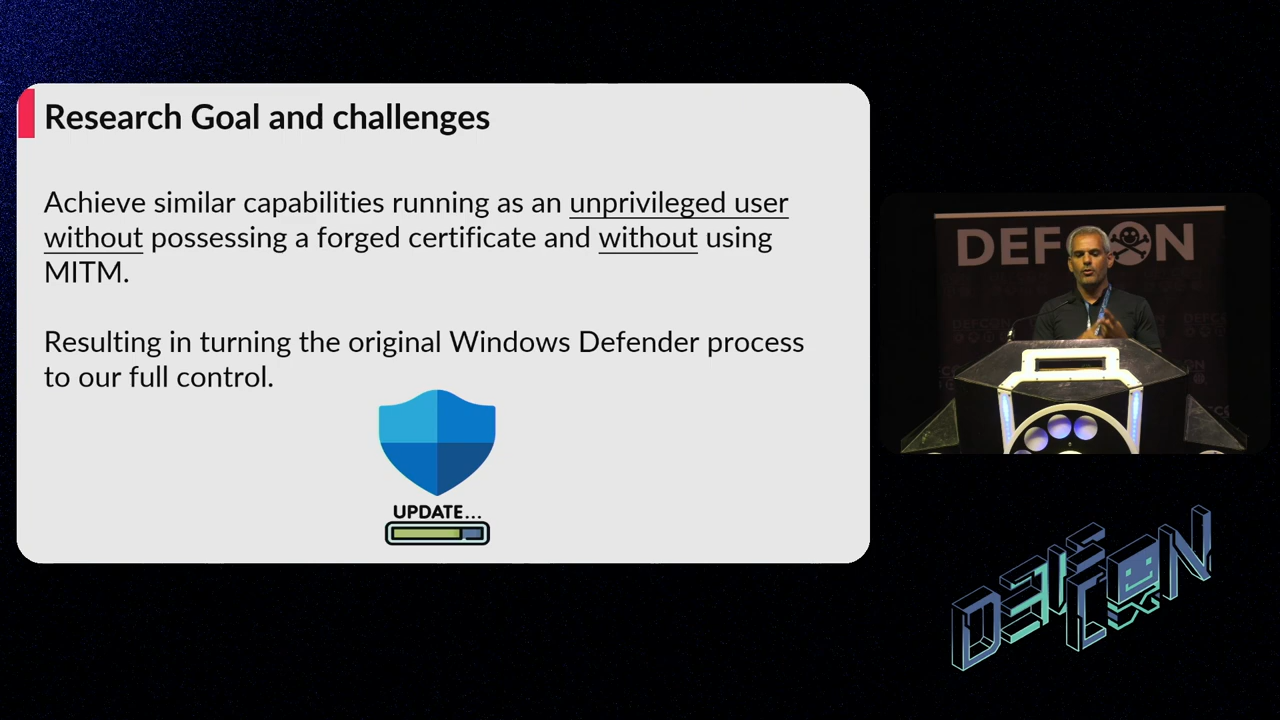 Research Goal and challenges
Achieve similar capabilities running as an unprivileged user
without possessing a forged certificate and without using
MITM.
Resulting in turning the original Windows Defender process
to our full control.
UPDATE...
DEFCON
DEFCON